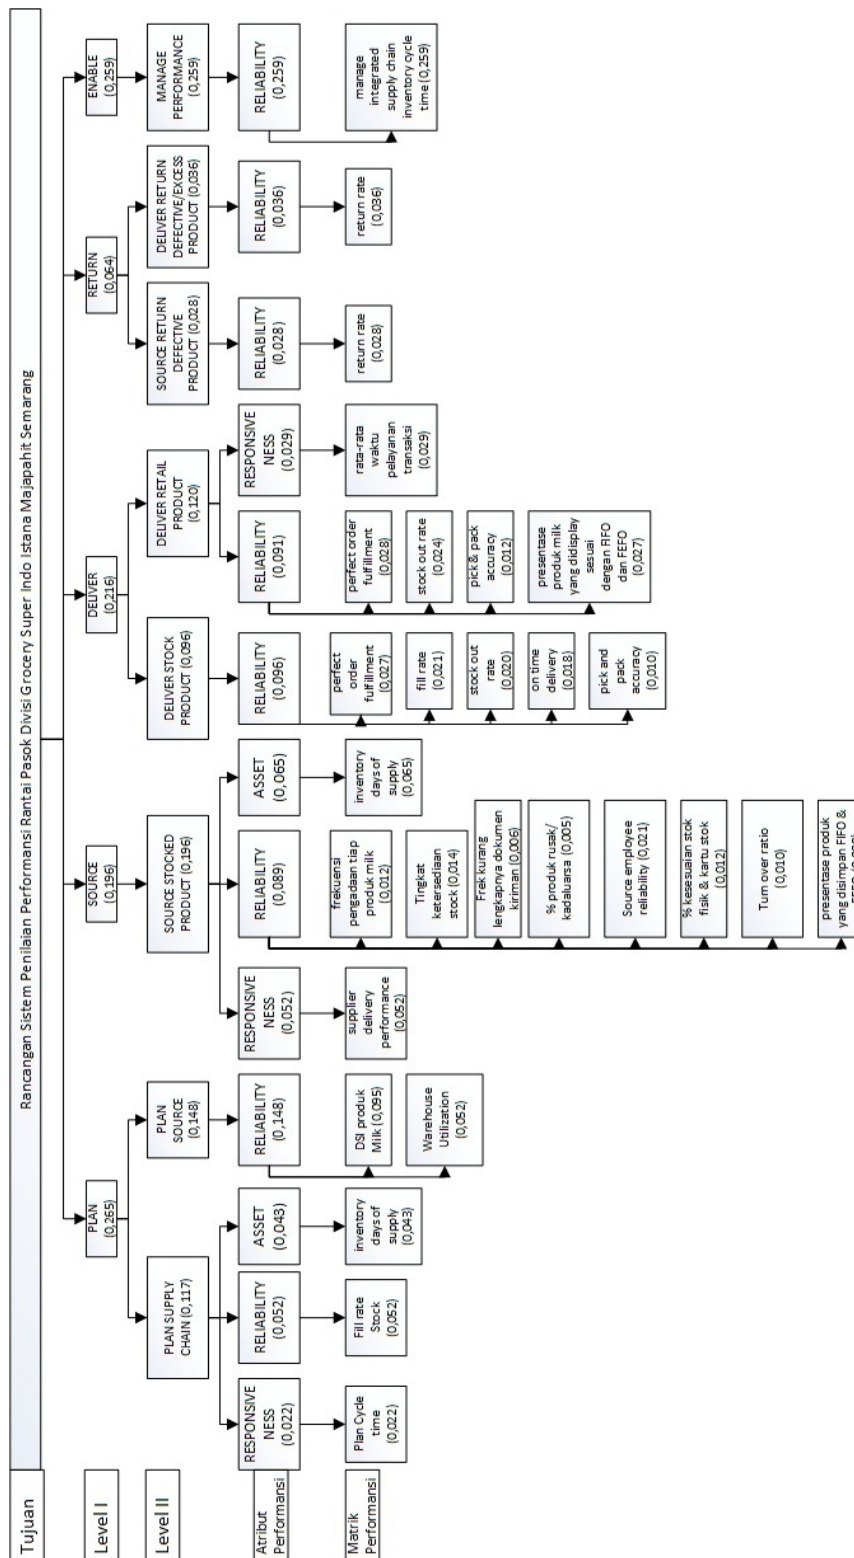 Tujuan
Rancangan Sistem Penilaian Performansi Rantai Pasok Divisi Grocery Super Indo Istana Majapahit Semarang
Level I
PLAN
(0,265)
SOURCE
(0,196)
DELIVER
(0,216)
RETURN
(0,064)
ENABLE
(0,259)
Level II
PLAN SUPPLY
CHAIN (0,117)
PLAN
SOURCE
(0,148)
SOURCE STOCKED
PRODUCT (0,196)
DELIVER STOCK
PRODUCT (0,096)
DELIVER RETAIL
PRODUCT
(0,120)
SOURCE RETURN
DEFECTIVE
PRODUCT (0,028)
DELIVER RETURN
DEFECTIVE/EXCESS
PRODUCT (0,036)
MANAGE
PERFORMANCE
(0,259)
Atribut
Performansi
RESPONSIVE
NESS
(0,022)
RELIABILITY
(0,052)
ASSET
(0,043)
RELIABILITY
(0,148)
RESPONSIVE
NESS
(0,052)
RELIABILITY
(0,089)
ASSET
(0,065)
RELIABILITY
(0,096)
RELIABILITY
(0,091)
RESPONSIVE
NESS
(0,029)
RELIABILITY
(0,028)
RELIABILITY
(0,036)
RELIABILITY
(0,259)
Matrik
Performansi
Plan Cycle
time
(0,022)
Fill rate
Stock
(0,052)
inventory
days of
supply
(0,043)
DSI produk
Milk (0,095)
Warehouse
Utilization
(0,052)
supplier
delivery
performance
(0,052)
frekuensi
pengadaan tiap
produk milk
(0,012)
Tingkat
ketersediaan
stock (0,014)
Frek kurang
lengkapnya dokumen
kiriman (0,006)
% produk rusak/
kadaluarsa (0,005)
Source employee
reliability (0,021)
% kesesuaian stok
fisik & kartu stok
(0,012)
Turn over ratio
(0,010)
presentase produk
yang disimpan FIFO &
inventory
days of
supply
(0,065)
perfect
order
fulfillment
(0,027)
fill rate
(0,021)
stock out
rate
(0,020)
on time
delivery
(0,018)
pick and
pack
accuracy
(0,010)
perfect order
fulfillment
(0,028)
stock out rate
(0,024)
pick & pack
accuracy
(0,012)
presentase
produk milk
yang didisplay
sesuai
dengan FIFO
dan FEFO
(0,027)
rata-rata
waktu
pelayanan
transaksi
(0,029)
return rate
(0,028)
return rate
(0,036)
manage
integrated
supply chain
inventory cycle
time (0,259)